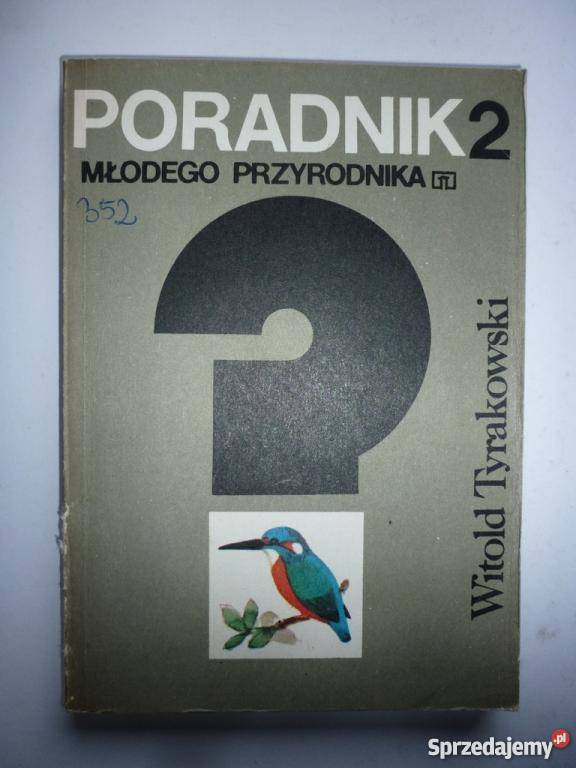 PORADNIK 2
MŁODEGO PRZYRODNIKA
352
Witold Tyrakowski
Sprzedajemy.pl